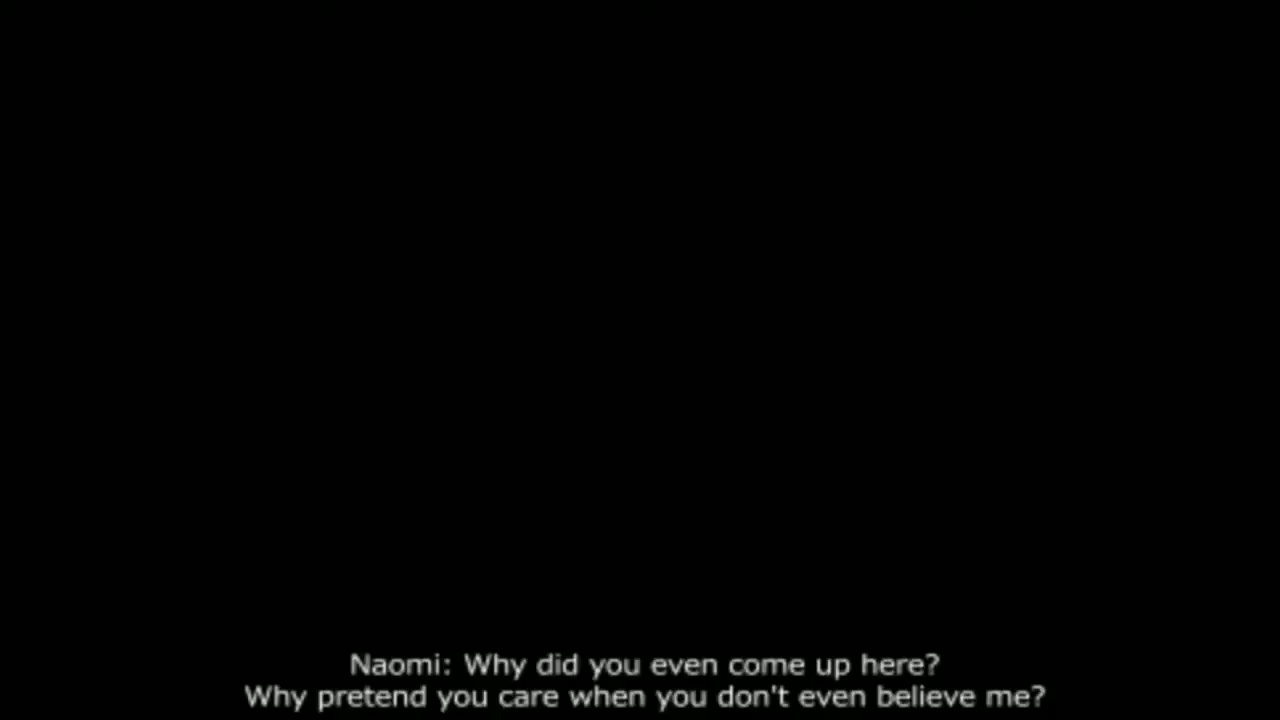 Naomi: Why did you even come up here?
Why pretend you care when you don't even believe me?